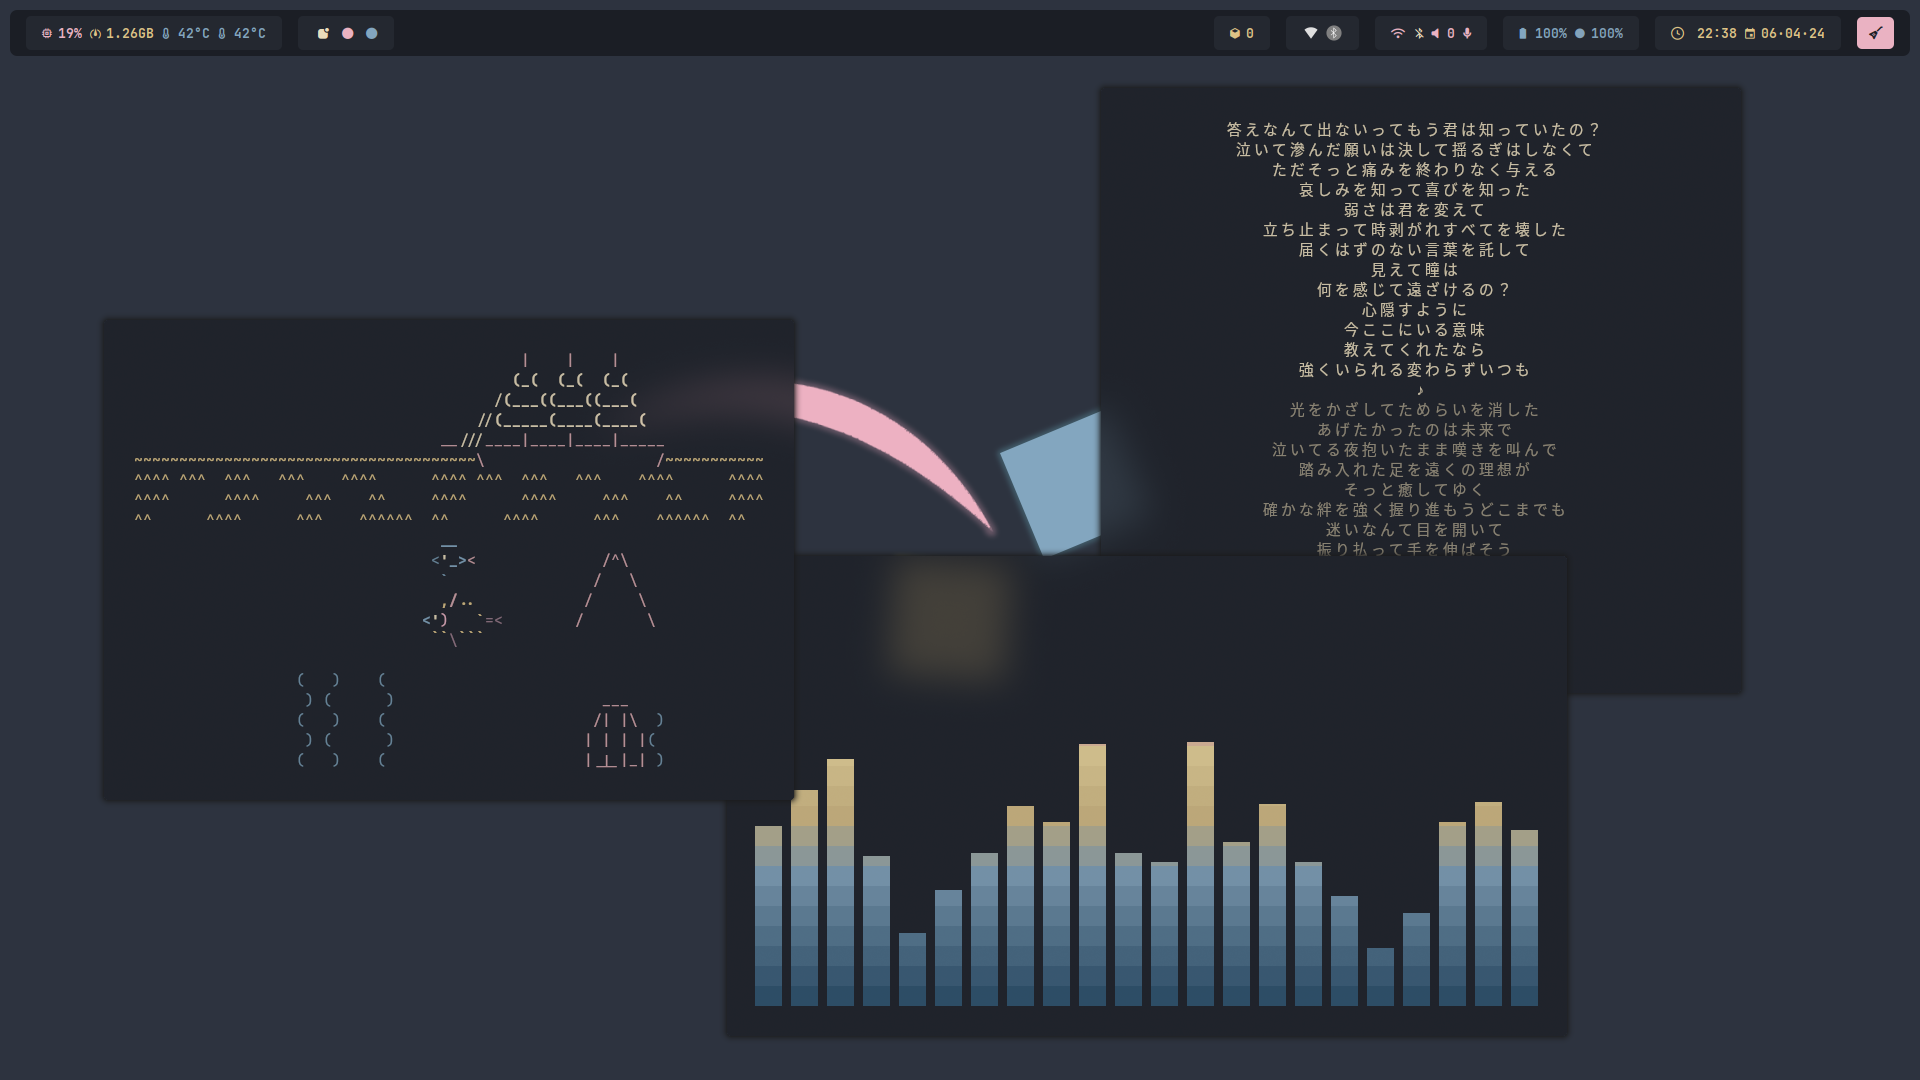 19% 1.26GB 42°C 42°C
0
0
100% 100%
22:38 06·04·24
答えなんて出ないってもう君は知っていたの？
泣いて滲んだ願いは決して揺るぎはしなくて
ただそっと痛みを終わりなく与える
哀しみを知って喜びを知った
弱さは君を変えて
立ち止まって時剥がれすべてを壊した
届くはずのない言葉を託して
見えて瞳は
何を感じて遠ざけるの？
心隠すように
今ここにいる意味
教えてくれたなら
強くいられる変わらずいつも
♪
光をかざしてためらいを消した
あげたかったのは未来で
泣いてる夜抱いたまま嘆きを叫んで
踏み入れた足を遠くの理想が
そっと癒してゆく
確かな絆を強く握り進もうどこまでも
迷いなんて目を開いて
振り払って手を伸ばそう